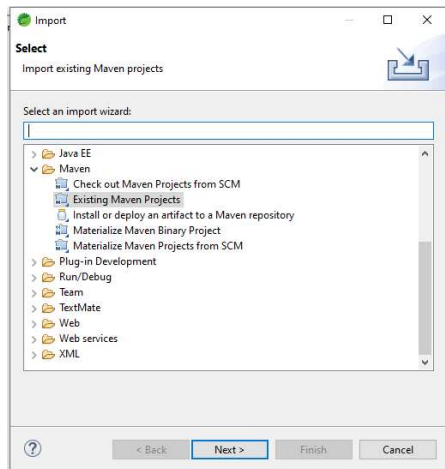 Import
Select
Import existing Maven projects
Select an import wizard:
Java EE
Maven
Check out Maven Projects from SCM
Existing Maven Projects
Install or deploy an artifact to a Maven repository
Materialize Maven Binary Project
Materialize Maven Projects from SCM
Plug-in Development
Run/Debug
Team
TextMate
Web
Web services
XML
? < Back Next > Finish Cancel